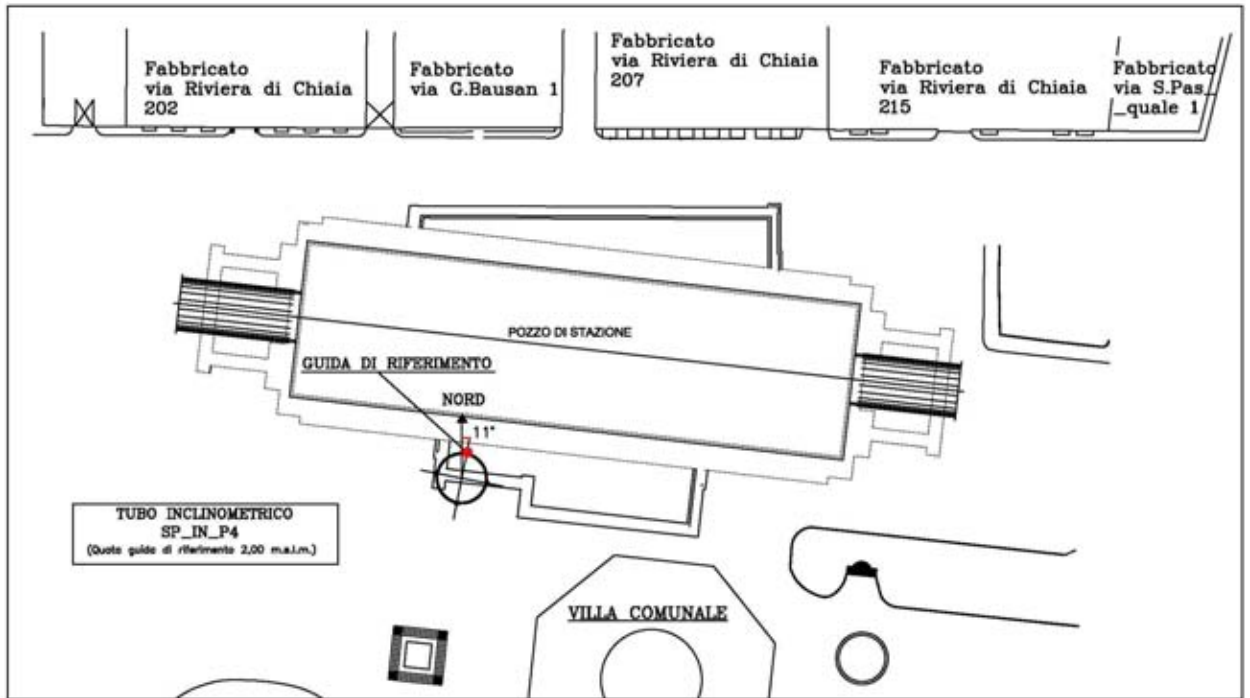 Fabbricato
via Riviera di Chiaia
202
Fabbricato
via G.Bausan 1
Fabbricato
via Riviera di Chiaia
207
Fabbricato
via Riviera di Chiaia
215
Fabbricato
via S.Pas_
_quale 1
POZZO DI STAZIONE
GUIDA DI RIFERIMENTO
NORD
11°
TUBO INCLINOMETRICO
SP_IN_P4
(Quota guida di riferimento 2,00 m.s.l.m.)
VILLA COMUNALE